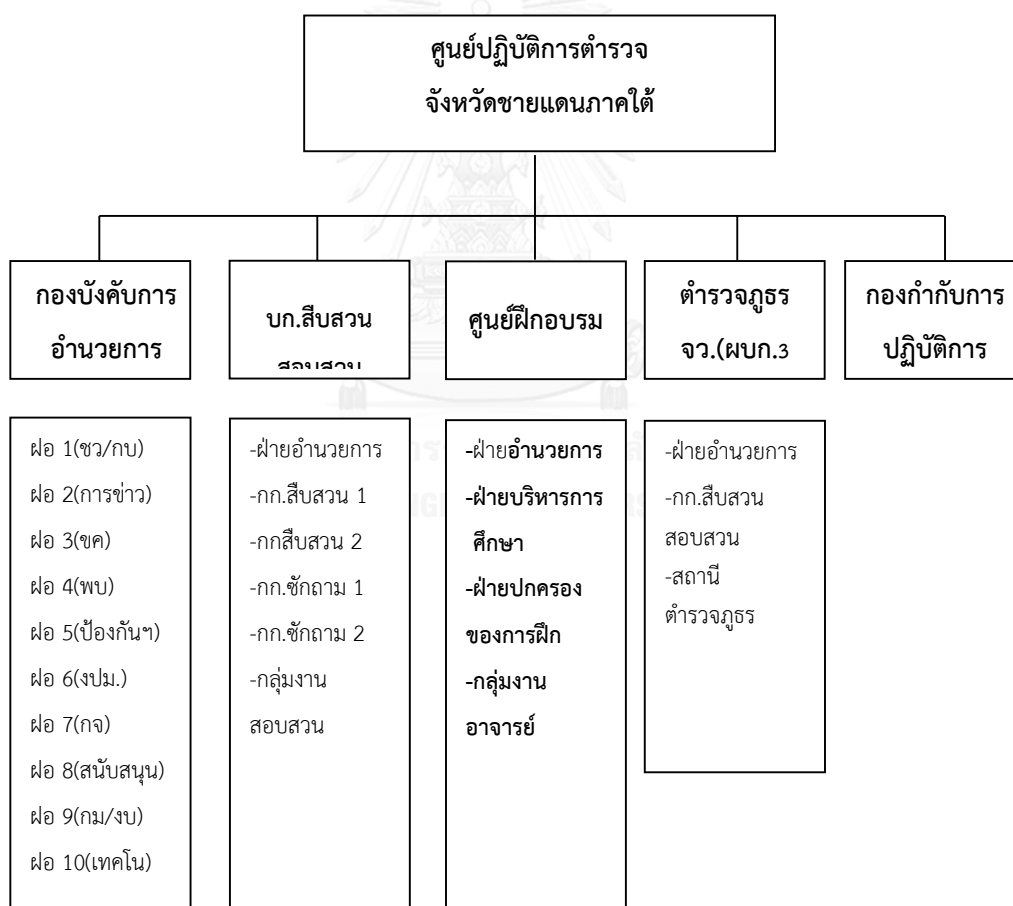 ศูนย์ปฏิบัติการตำรวจ
จังหวัดชายแดนภาคใต้
กองบังคับการ
อำนวยการ
บก.สืบสวน
สอบสวน
ศูนย์ฝึกอบรม
ตำรวจภูธร
จว.(ผบก.3
กองกำกับการ
ปฏิบัติการ
ฝอ 1(ชว/กบ)
ฝอ 2(การข่าว)
ฝอ 3(ขค)
ฝอ 4(พบ)
ฝอ 5(ป้องกันฯ)
ฝอ 6(งปม.)
ฝอ 7(กจ)
ฝอ 8(สนับสนุน)
ฝอ 9(กม/งบ)
ฝอ 10(เทคโน)
-ฝ่ายอำนวยการ
-กก.สืบสวน 1
-กกสืบสวน 2
-กก.ซักถาม 1
-กก.ซักถาม 2
-กลุ่มงาน
สอบสวน
-ฝ่ายอำนวยการ
-ฝ่ายบริหารการ
ศึกษา
-ฝ่ายปกครอง
ของการฝึก
-กลุ่มงาน
อาจารย์
-ฝ่ายอำนวยการ
-กก.สืบสวน
สอบสวน
-สถานี
ตำรวจภูธร